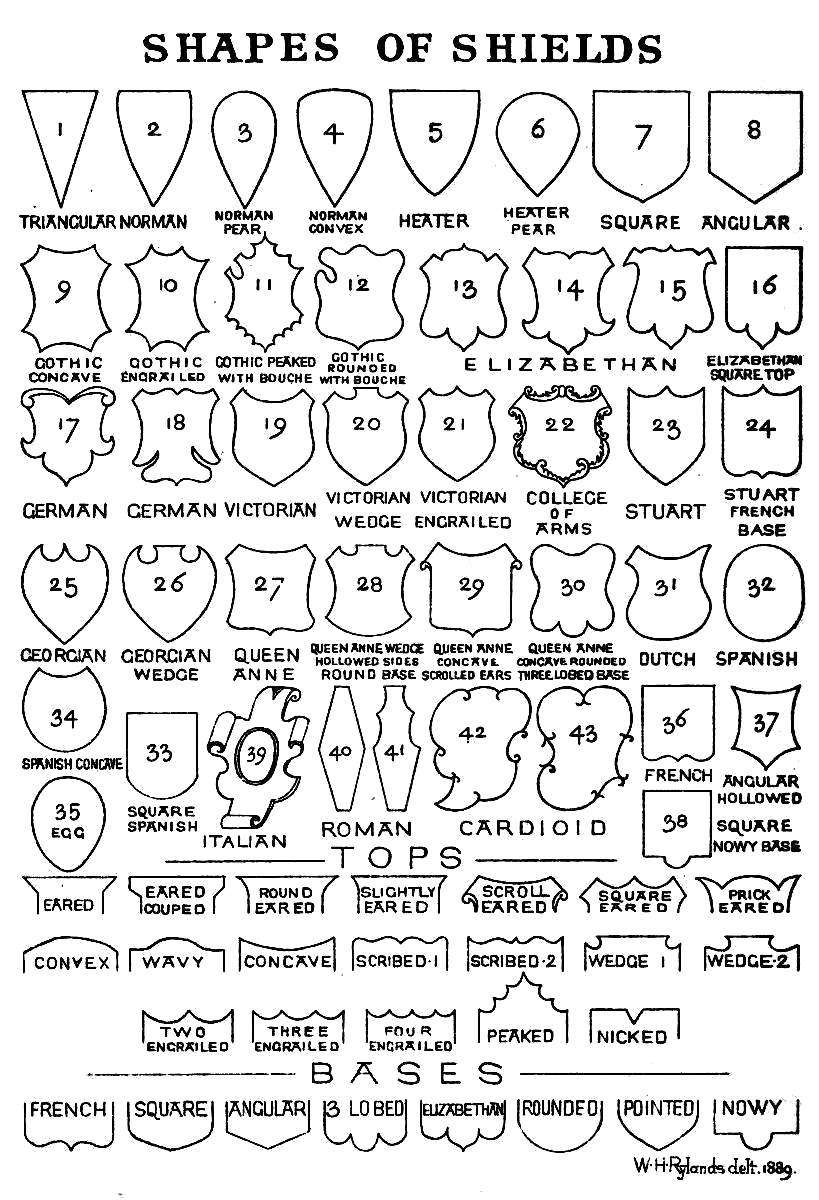 SHAPES OF SHIELDS
1 2 3 4 5 6 7 8
TRIANGULAR NORMAN NORMAN PEAR NORMAN CONVEX HEATER HEATER PEAR SQUARE ANGULAR.
9 10 11 12 13 14 15 16
GOTHIC CONCAVE GOTHIC ENGRAILED GOTHIC PEAKED WITH BOUCHE GOTHIC ROUNDED WITH BOUCHE ELIZABETHAN ELIZABETHAN SQUARE TOP
17 18 19 20 21 22 23 24
GERMAN GERMAN VICTORIAN VICTORIAN WEDGE VICTORIAN ENGRAILED COLLEGE OF ARMS STUART STUART FRENCH BASE
25 26 27 28 29 30 31 32
GEORGIAN GEORGIAN WEDGE QUEEN ANNE QUEEN ANNE WEDGE HOLLOWED SIDES ROUND BASE QUEEN ANNE CONCAVE SCROLLED EARS QUEEN ANNE CONCAVE ROUNDED THREE LOBED BASE DUTCH SPANISH
34
SPANISH CONCAVE
35
EGG
33
SQUARE
SPANISH
39
ITALIAN
40 41
ROMAN
42 43
CARDIOID
36
FRENCH
37
ANGULAR
HOLLOWED
38
SQUARE
NOWY BASE
TOPS
EARED EARED COUPED ROUND EARED SLIGHTLY EARED SCROLL EARED SQUARE EARED PRICK EARED
CONVEX WAVY CONCAVE SCRIBED·1 SCRIBED·2 WEDGE 1 WEDGE·2
TWO ENGRAILED THREE ENGRAILED FOUR ENGRAILED PEAKED NICKED
BASES
FRENCH SQUARE ANGULAR 3 LOBED ELIZABETHAN ROUNDED POINTED NOWY
W·H·Rylands delt. 1889.